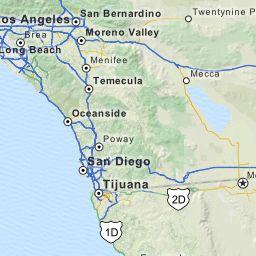 San Bernardino
os Angeles
Twentynine P
Brea
Moreno Valley
Long Beach
Menifee
Temecula
Mecca
Oceanside
Poway
San Diego
Tijuana
2D
M
1D